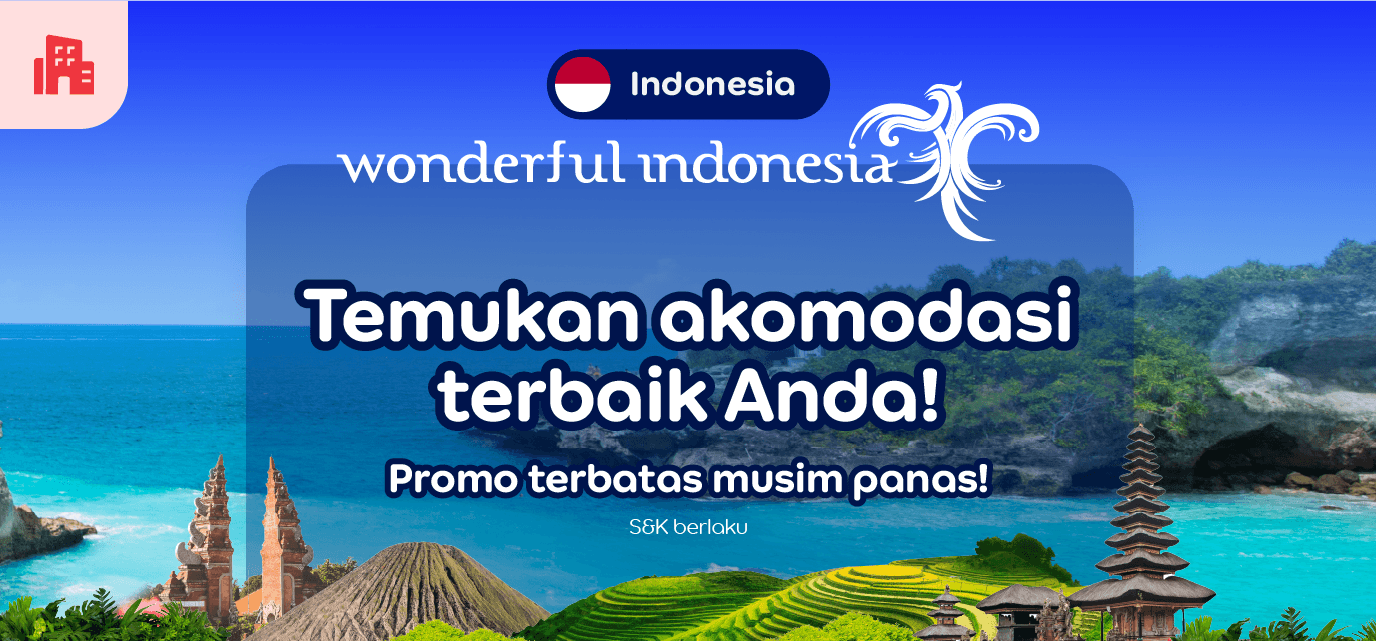 Indonesia
wonderful indonesia
Temukan akomodasi
terbaik Anda!
Promo terbatas musim panas!
S&K berlaku